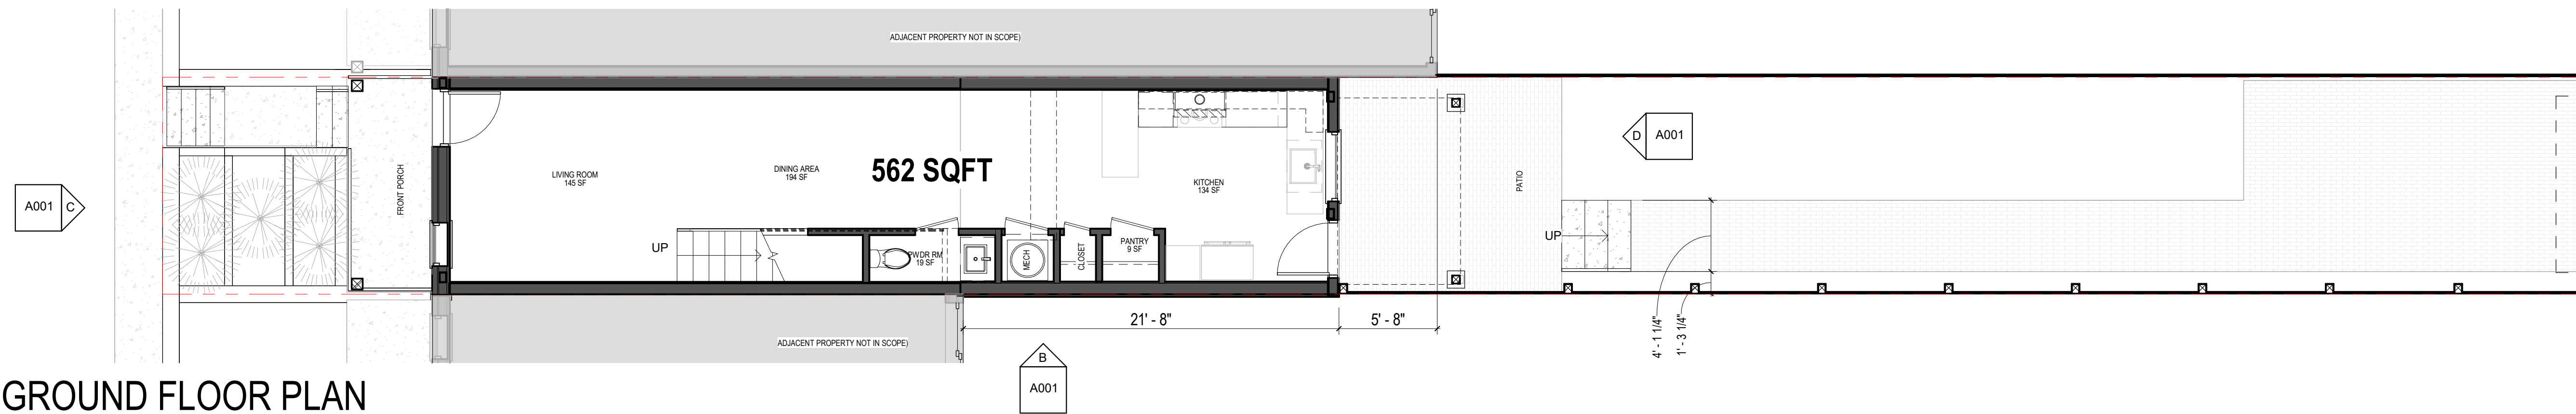 ADJACENT PROPERTY NOT IN SCOPE)
A001
C
FRONT PORCH
LIVING ROOM
145 SF
DINING AREA
194 SF
562 SQFT
KITCHEN
134 SF
UP
PWDR RM
19 SF
MECH
CLOSET
PANTRY
9 SF
PATIO
D
A001
UP
21' - 8"
5' - 8"
4' - 1 1/4"
1' - 3 1/4"
ADJACENT PROPERTY NOT IN SCOPE)
B
A001
GROUND FLOOR PLAN